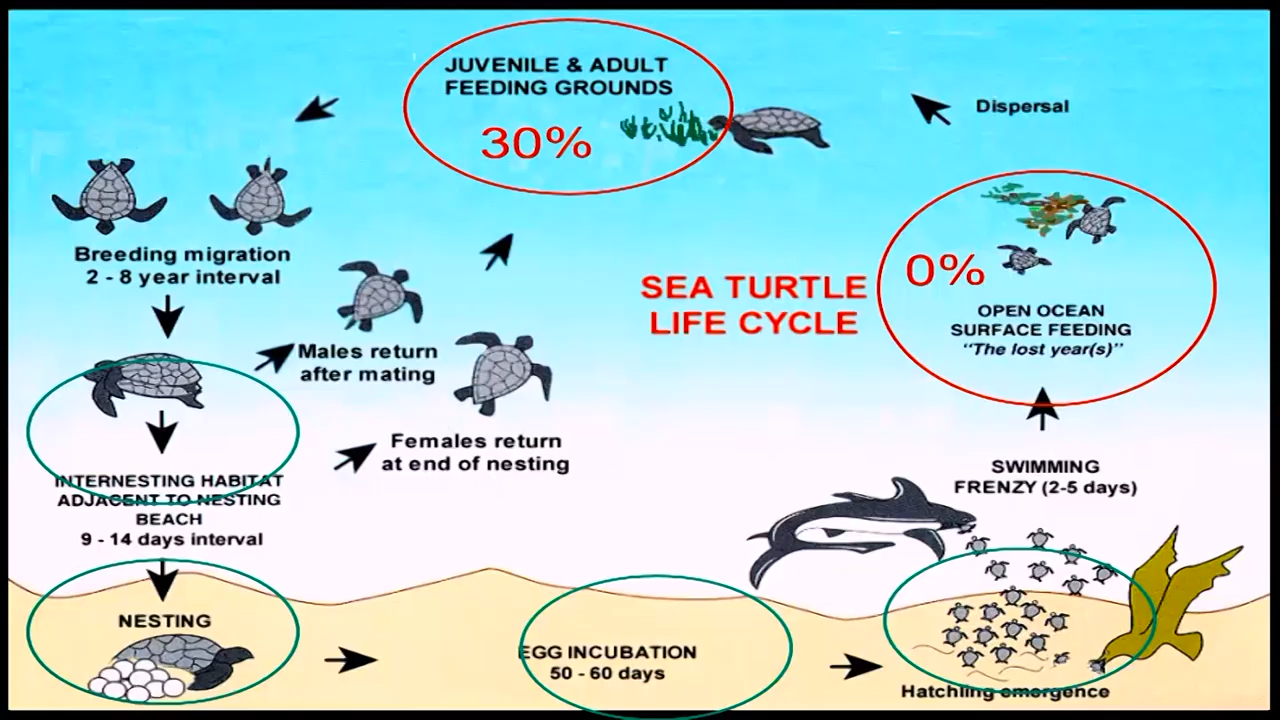 JUVENILE & ADULT
FEEDING GROUNDS
30%
Dispersal
Breeding migration
2 - 8 year interval
SEA TURTLE
LIFE CYCLE
0%
OPEN OCEAN
SURFACE FEEDING
"The lost year(s)"
Males return
after mating
Females return
at end of nesting
INTERNESTING HABITAT
ADJACENT TO NESTING
BEACH
9 - 14 days interval
SWIMMING
FRENZY (2-5 days)
NESTING
EGG INCUBATION
50 - 60 days
Hatchling emergence